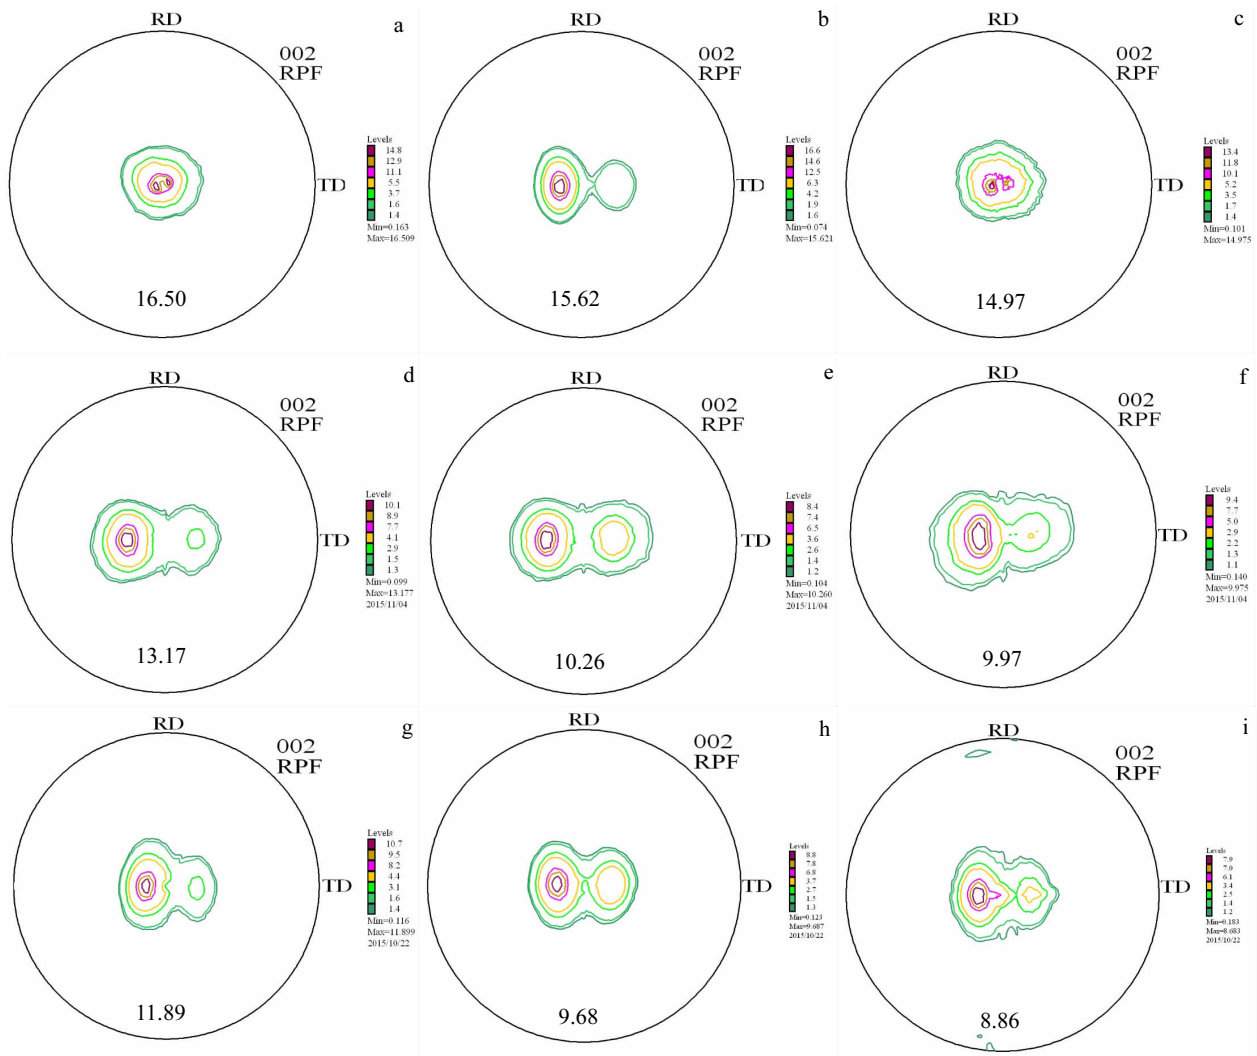 RD
a
002
RPF
TD
Levels
14.8
12.9
11.1
5.5
3.7
1.6
1.4
Min=0.163
Max=16.509
16.50
RD
b
002
RPF
TD
Levels
16.6
14.6
12.5
6.3
4.2
1.9
1.6
Min=0.074
Max=15.621
15.62
RD
c
002
RPF
TD
Levels
13.4
11.8
10.1
5.2
3.5
1.7
1.4
Min=0.101
Max=14.975
14.97
RD
d
002
RPF
TD
Levels
10.1
8.9
7.7
4.1
2.9
1.5
1.3
Min=0.099
Max=13.177
2015/11/04
13.17
RD
e
002
RPF
TD
Levels
8.4
7.4
6.5
3.6
2.6
1.4
1.2
Min=0.104
Max=10.260
2015/11/04
10.26
RD
f
002
RPF
TD
Levels
9.4
7.7
5.0
2.9
2.2
1.3
1.1
Min=0.140
Max=9.975
2015/11/04
9.97
RD
g
002
RPF
TD
Levels
10.7
9.5
8.2
4.4
3.1
1.6
1.4
Min=0.116
Max=11.899
2015/10/22
11.89
RD
h
002
RPF
TD
Levels
8.8
7.8
6.8
3.7
2.7
1.5
1.3
Min=0.123
Max=9.687
2015/10/22
9.68
RD
i
002
RPF
TD
Levels
7.9
7.0
6.1
3.4
2.5
1.4
1.2
Min=0.183
Max=8.683
2015/10/22
8.86